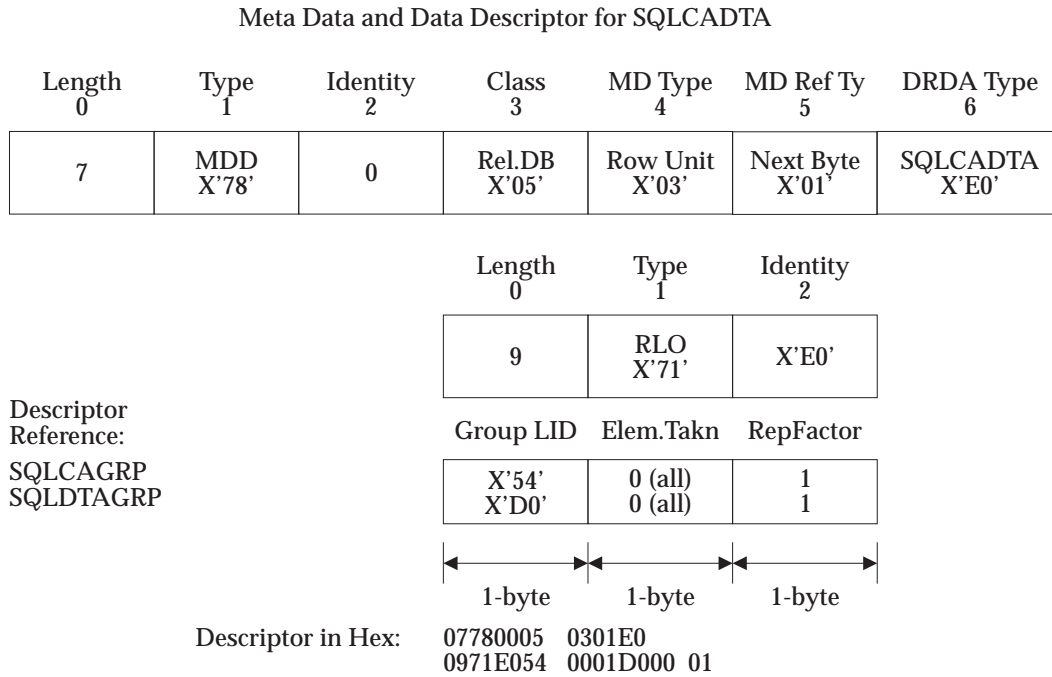 Meta Data and Data Descriptor for SQLCADTA
Length Type Identity Class MD Type MD Ref Ty DRDA Type
0 1 2 3 4 5 6
7 MDD X'78' 0 Rel.DB X'05' Row Unit X'03' Next Byte X'01' SQLCADTA X'E0'
Length Type Identity
0 1 2
9 RLO X'71' X'E0'
Descriptor
Reference:
Group LID Elem.Takn RepFactor
SQLCAGRP X'54' 0 (all) 1
SQLDTAGRP X'D0' 0 (all) 1
1-byte 1-byte 1-byte
Descriptor in Hex: 07780005 0301E0
0971E054 0001D000 01